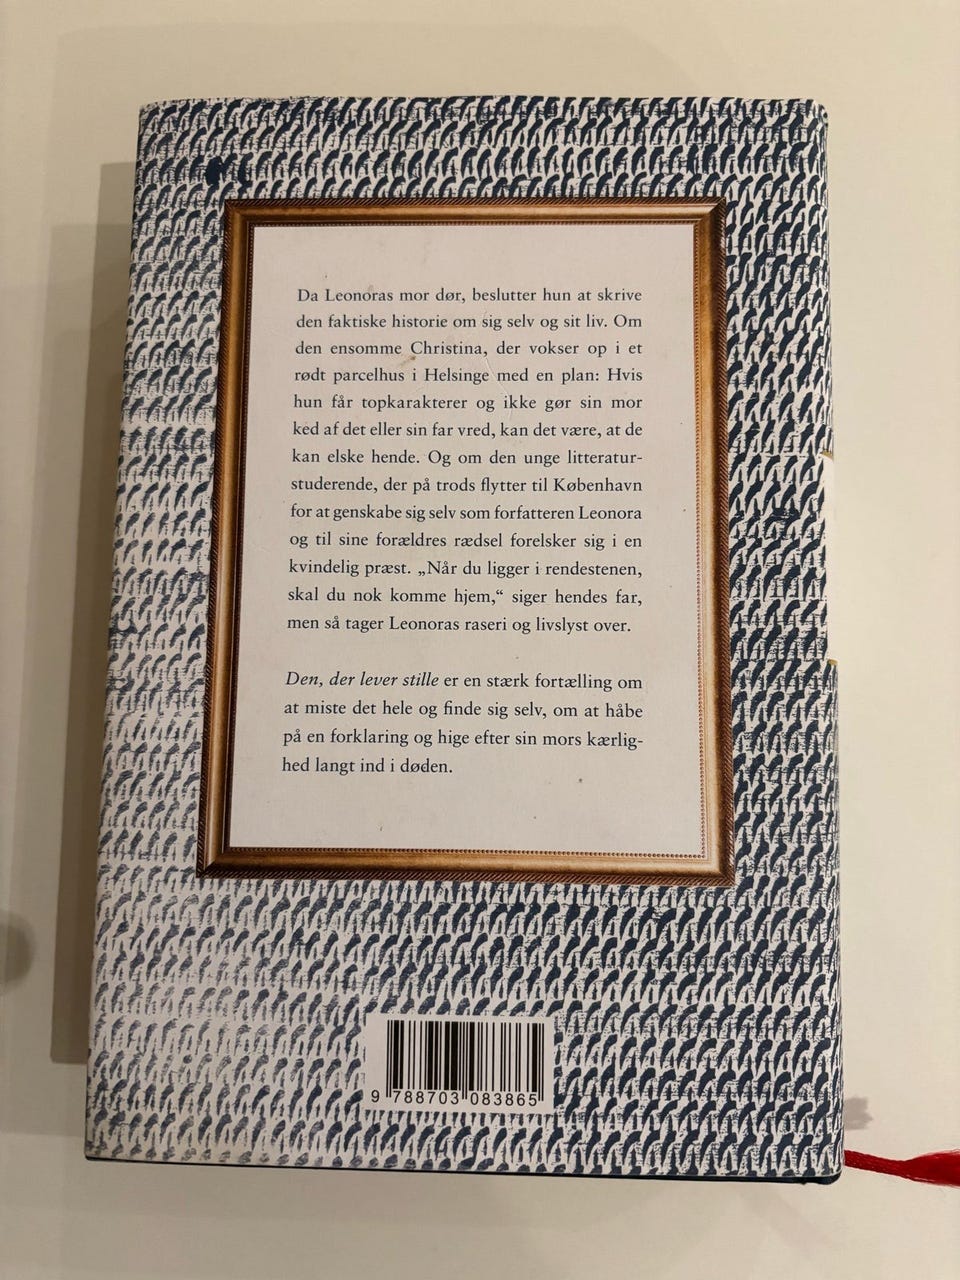 Da Leonoras mor dør, beslutter hun at skrive
den faktiske historie om sig selv og sit liv. Om
den ensomme Christina, der vokser op i et
rødt parcelhus i Helsinge med en plan: Hvis
hun får topkarakterer og ikke gør sin mor
ked af det eller sin far vred, kan det være, at de
kan elske hende. Og om den unge litteratur-
studerende, der på trods flytter til København
for at genskabe sig selv som forfatteren Leonora
og til sine forældres rædsel forelsker sig i en
kvindelig præst. „Når du ligger i rendestenen,
skal du nok komme hjem,“ siger hendes far,
men så tager Leonoras raseri og livslyst over.
Den, der lever stille er en stærk fortælling om
at miste det hele og finde sig selv, om at håbe
på en forklaring og hige efter sin mors kærlig-
hed langt ind i døden.
9 788703 083865